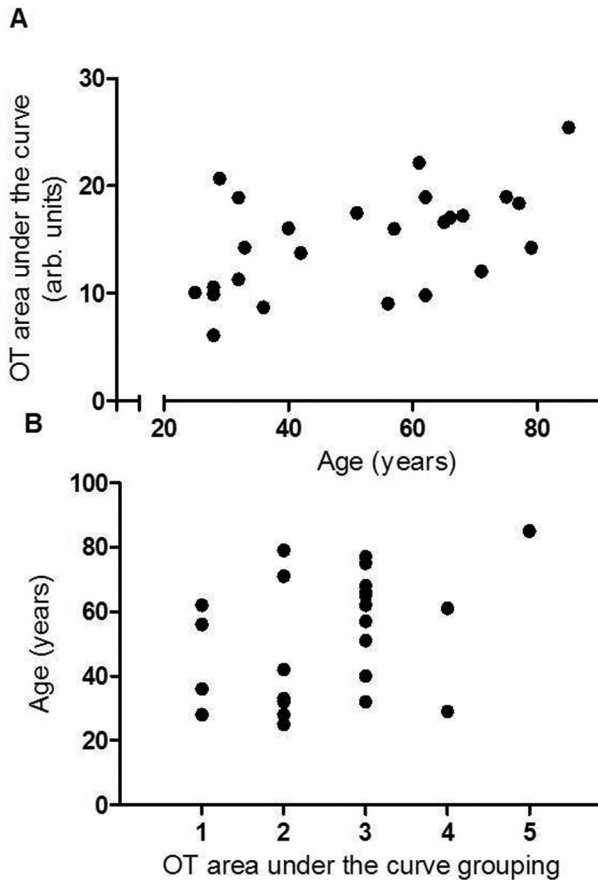 A
OT area under the curve
(arb. units)
30
20
10
0
20 40 60 80
Age (years)
B
Age (years)
100
80
60
40
20
0
1 2 3 4 5
OT area under the curve grouping